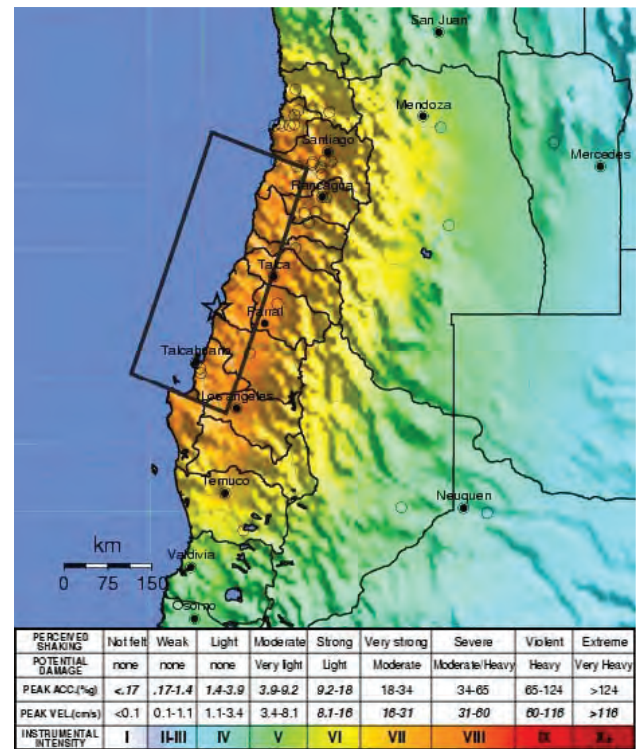 San Juan
Mendoza
Santiago
Mercedes
Rancagua
Talca
Parral
Talcahuano
Los angeles
Temuco
Neuquen
km
Valdivia
0 75 150
Osorno
PERCEIVED SHAKING Not felt Weak Light Moderate Strong Very strong Severe Violent Extreme
POTENTIAL DAMAGE none none none Very light Light Moderate Moderate/Heavy Heavy Very Heavy
PEAK ACC.(%g) <.17 .17-1.4 1.4-3.9 3.9-9.2 9.2-18 18-34 34-65 65-124 >124
PEAK VEL.(cm/s) <0.1 0.1-1.1 1.1-3.4 3.4-8.1 8.1-16 16-31 31-60 60-116 >116
INSTRUMENTAL INTENSITY I II-III IV V VI VII VIII IX X+